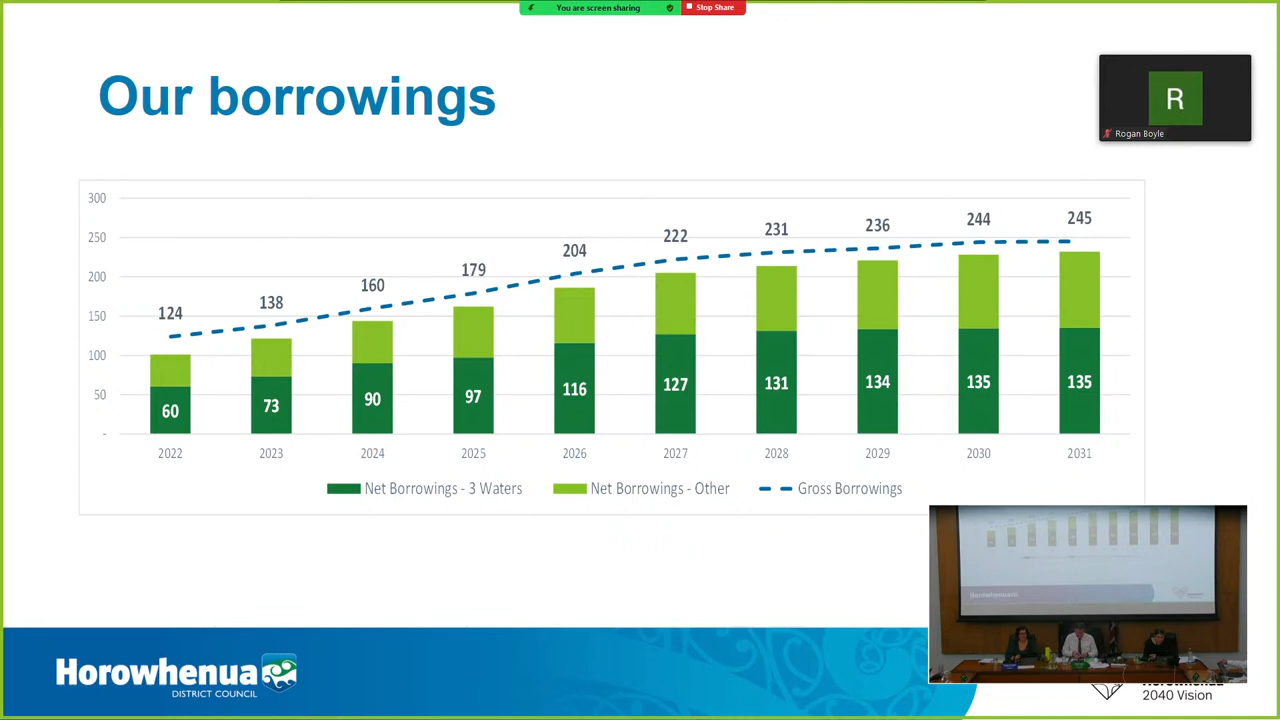 You are screen sharing
Stop Share
Our borrowings
R
Rogan Boyle
300
250
200
150
100
50
-
124
138
160
179
204
222
231
236
244
245
60
73
90
97
116
127
131
134
135
135
2022 2023 2024 2025 2026 2027 2028 2029 2030 2031
Net Borrowings - 3 Waters Net Borrowings - Other Gross Borrowings
Horowhenua
Horowhenua
DISTRICT COUNCIL
2040 Vision